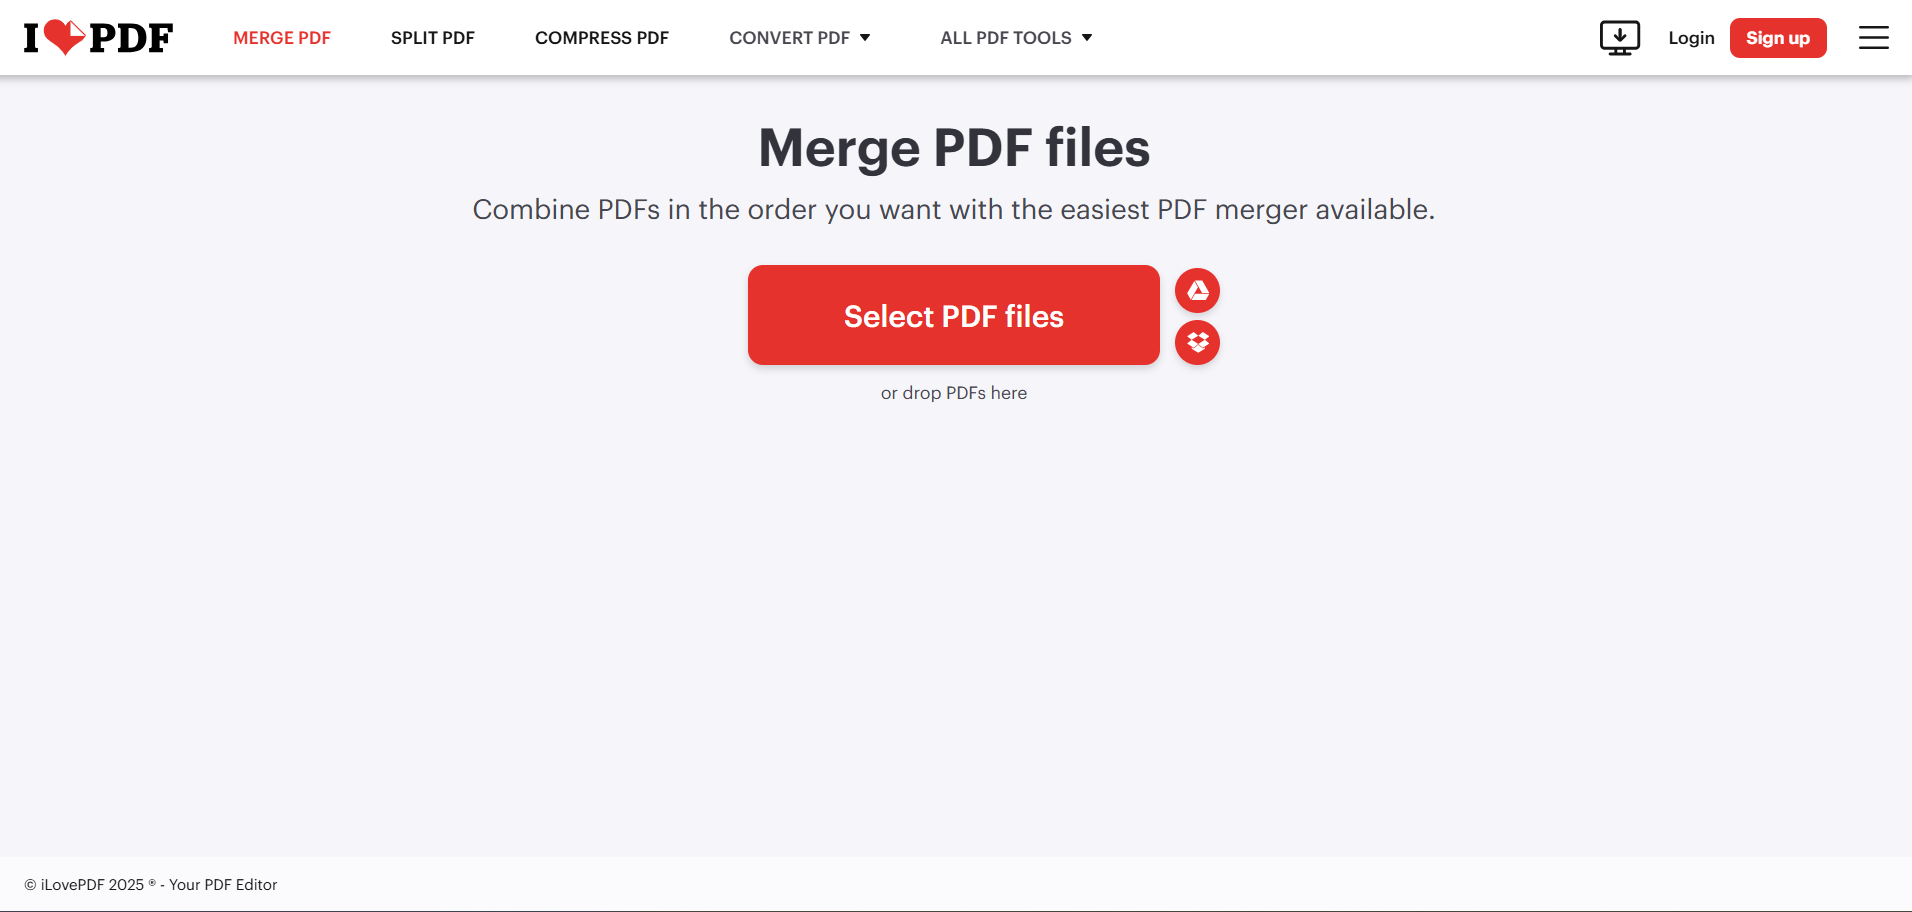 I PDF
MERGE PDF
SPLIT PDF
COMPRESS PDF
CONVERT PDF
ALL PDF TOOLS
Login
Sign up
Merge PDF files
Combine PDFs in the order you want with the easiest PDF merger available.
Select PDF files
or drop PDFs here
© iLovePDF 2025 ® - Your PDF Editor